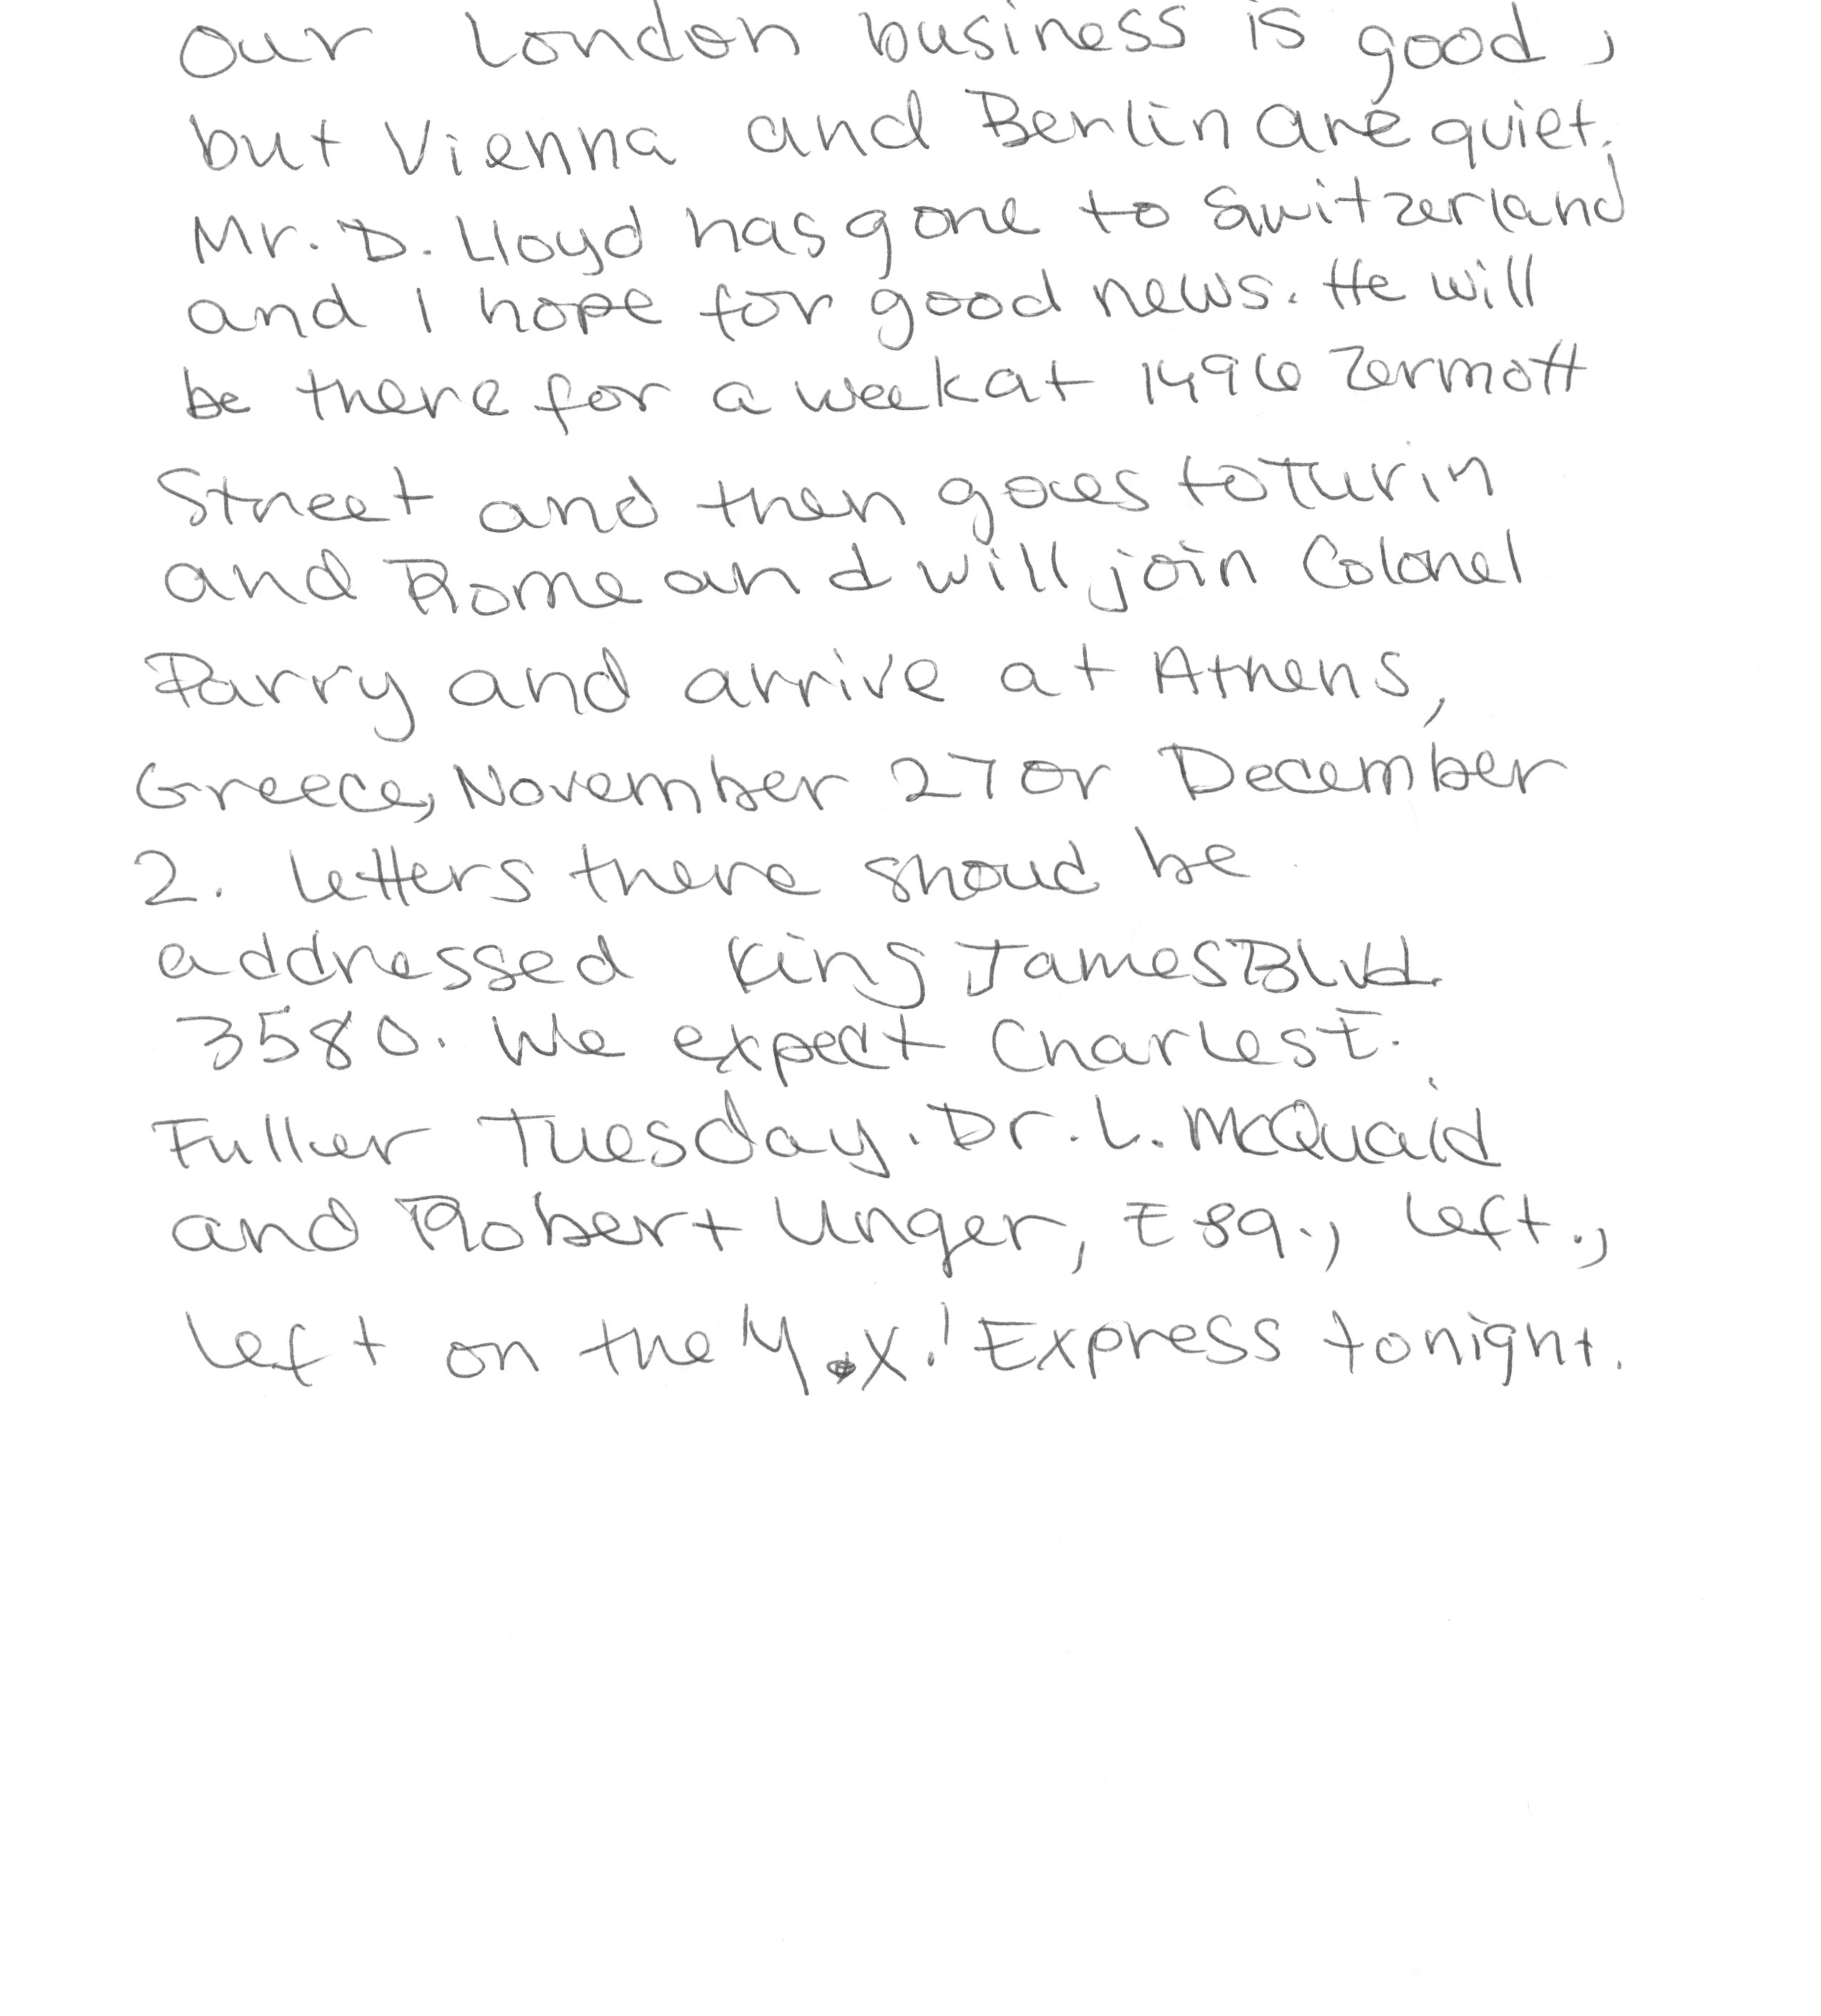 Our London business is good,
but Vienna and Berlin are quiet.
Mr. D. Lloyd has gone to Switzerland
and I hope for good news. He will
be there for a week at 1496 Zermott
Street and then goes to Turin
and Rome and will join Colonel
Parry and arrive at Athens,
Greece, November 27 or December
2. Letters there shoud be
addressed King James Blvd.
3580. We expect Charles E.
Fuller Tuesday. Dr. L. McQuaid
and Robert Unger, Esq., left.,
left on the 'Y.X.' Express tonight.